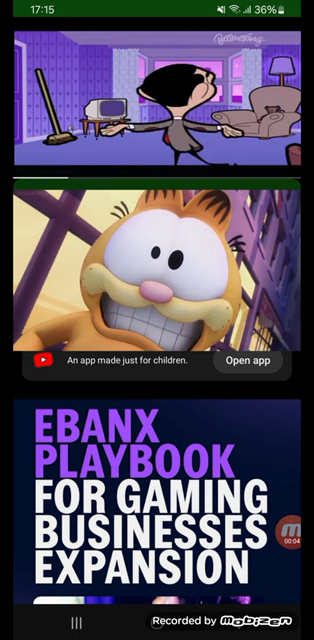 17:15
36%
Boomerang
An app made just for children.
Open app
EBANX
PLAYBOOK
FOR GAMING
BUSINESSES
EXPANSION
00:04
Recorded by mobizen